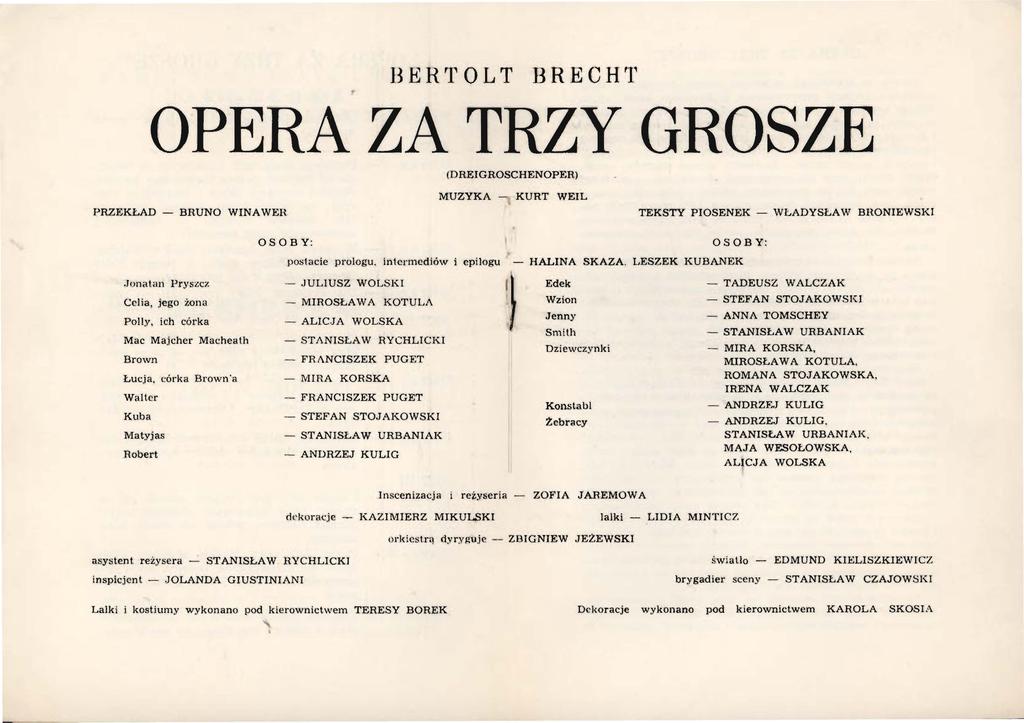 BERTOLT BRECHT
OPERA ZA TRZY GROSZE
(DREIGROSCHENOPER)
MUZYKA — KURT WEIL
PRZEKŁAD — BRUNO WINAWER
TEKSTY PIOSENEK — WŁADYSŁAW BRONIEWSKI
OSOBY:
OSOBY:
postacie prologu, intermediów i epilogu — HALINA SKAZA, LESZEK KUBANEK
Jonatan Pryszcz — JULIUSZ WOLSKI
Celia, jego żona — MIROSŁAWA KOTULA
Polly, ich córka — ALICJA WOLSKA
Mac Majcher Macheath — STANISŁAW RYCHLICKI
Brown — FRANCISZEK PUGET
Łucja, córka Brown'a — MIRA KORSKA
Walter — FRANCISZEK PUGET
Kuba — STEFAN STOJAKOWSKI
Matyjas — STANISŁAW URBANIAK
Robert — ANDRZEJ KULIG
Edek — TADEUSZ WALCZAK
Wzion — STEFAN STOJAKOWSKI
Jenny — ANNA TOMSCHEY
Smith — STANISŁAW URBANIAK
Dziewczynki — MIRA KORSKA,
MIROSŁAWA KOTULA,
ROMANA STOJAKOWSKA,
IRENA WALCZAK
Konstabl — ANDRZEJ KULIG
Żebracy — ANDRZEJ KULIG,
STANISŁAW URBANIAK,
MAJA WESOŁOWSKA,
ALICJA WOLSKA
Inscenizacja i reżyseria — ZOFIA JAREMOWA
dekoracje — KAZIMIERZ MIKULSKI lalki — LIDIA MINTICZ
orkiestrą dyryguje — ZBIGNIEW JEŻEWSKI
asystent reżysera — STANISŁAW RYCHLICKI
inspicjent — JOLANDA GIUSTINIANI
światło — EDMUND KIELISZKIEWICZ
brygadier sceny — STANISŁAW CZAJOWSKI
Lalki i kostiumy wykonano pod kierownictwem TERESY BOREK
Dekoracje wykonano pod kierownictwem KAROLA SKOSIA